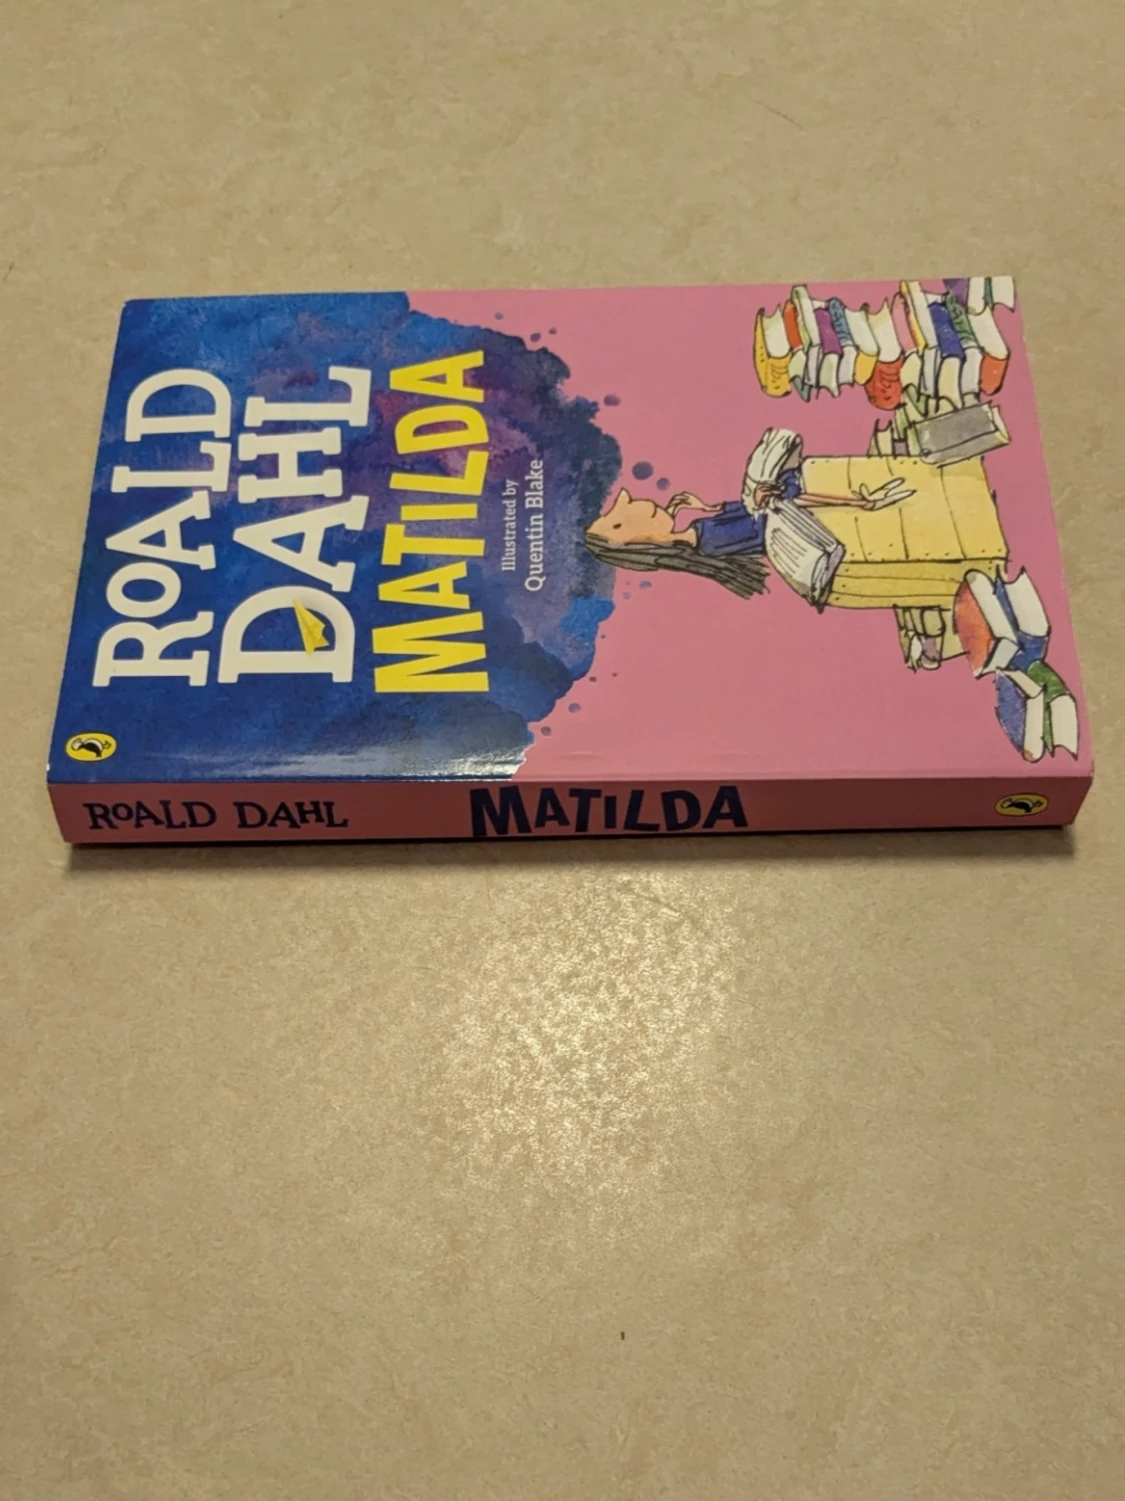 ROALD
DAHL
MATILDA
Illustrated by
Quentin Blake
ROALD DAHL MATILDA